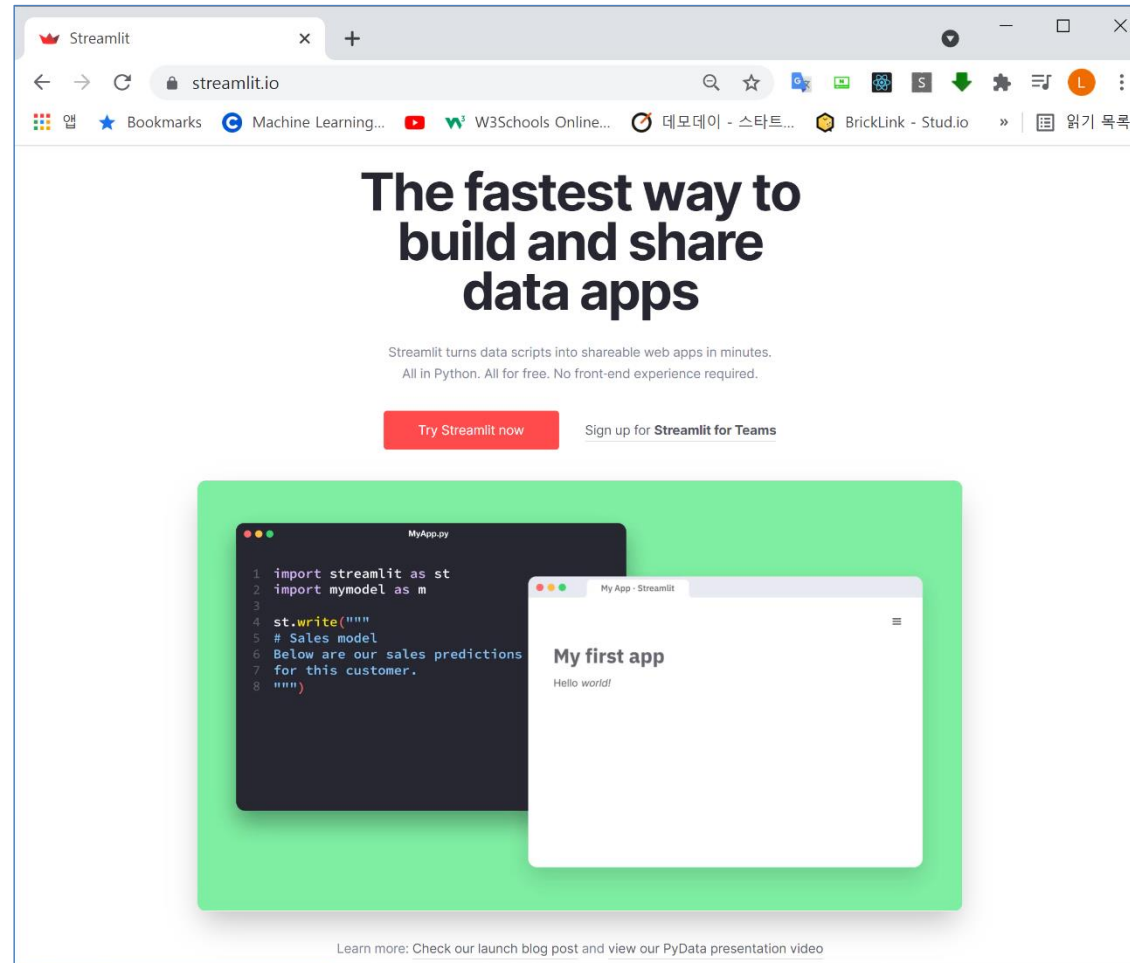 Streamlit
streamlit.io
앱 Bookmarks Machine Learning... W3Schools Online... 데모데이 - 스타트... BrickLink - Stud.io » 읽기 목록
The fastest way to
build and share
data apps
Streamlit turns data scripts into shareable web apps in minutes.
All in Python. All for free. No front-end experience required.
Try Streamlit now Sign up for Streamlit for Teams
MyApp.py
1 import streamlit as st
2 import mymodel as m
3
4 st.write("""
5 # Sales model
6 Below are our sales predictions
7 for this customer.
8 """)
My App - Streamlit
My first app
Hello world!
Learn more: Check our launch blog post and view our PyData presentation video